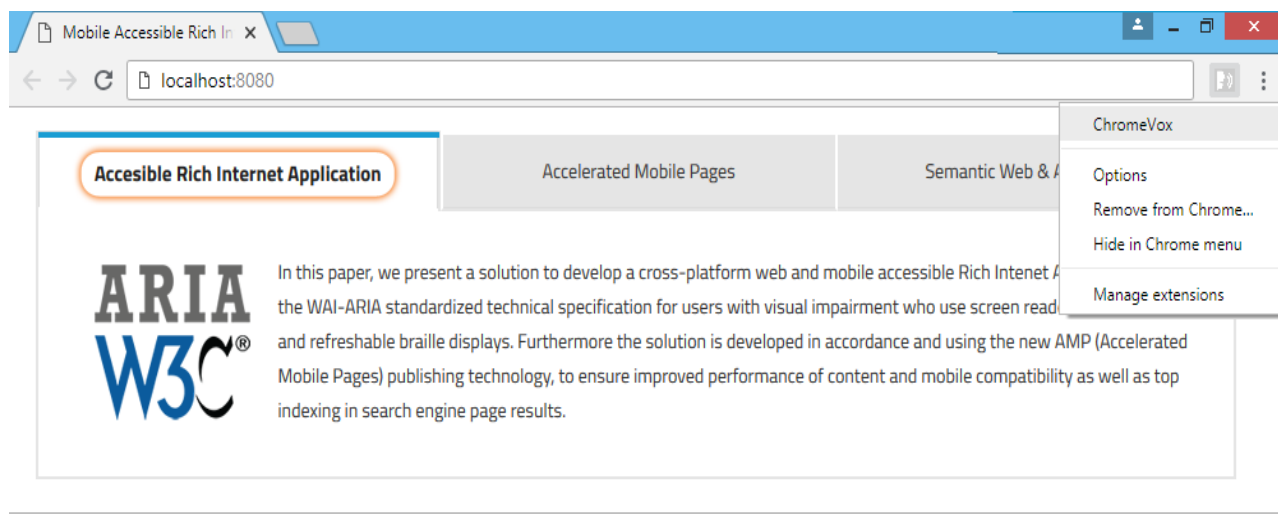 Mobile Accessible Rich In
localhost:8080
ChromeVox
Options
Remove from Chrome...
Hide in Chrome menu
Manage extensions
Accesible Rich Internet Application
Accelerated Mobile Pages
Semantic Web &
ARIA
W3C®
In this paper, we present a solution to develop a cross-platform web and mobile accessible Rich Intenet
the WAI-ARIA standardized technical specification for users with visual impairment who use screen
and refreshable braille displays. Furthermore the solution is developed in accordance and using the new AMP (Accelerated
Mobile Pages) publishing technology, to ensure improved performance of content and mobile compatibility as well as top
indexing in search engine page results.